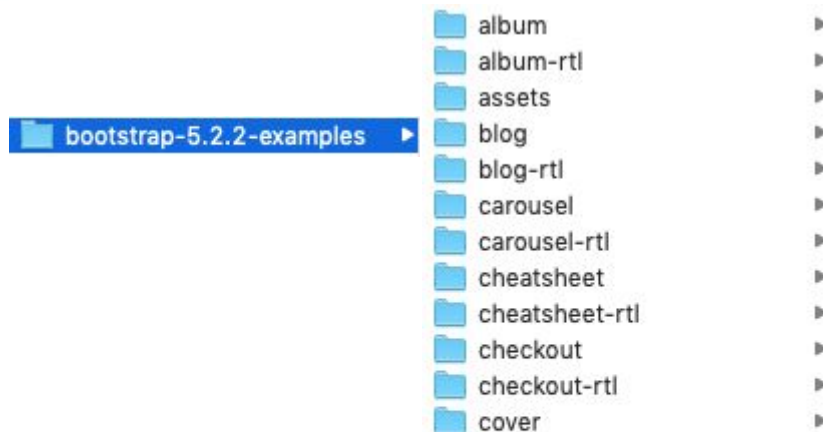 album
album-rtl
assets
bootstrap-5.2.2-examples
blog
blog-rtl
carousel
carousel-rtl
cheatsheet
cheatsheet-rtl
checkout
checkout-rtl
cover